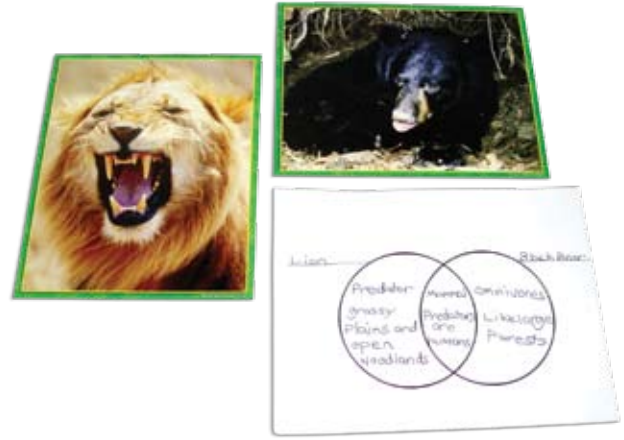 Lion
Black Bear
Predator
grassy
Plains and
open
woodlands
Mammal
Predators
are
humans
Omnivores
Like large
Forests